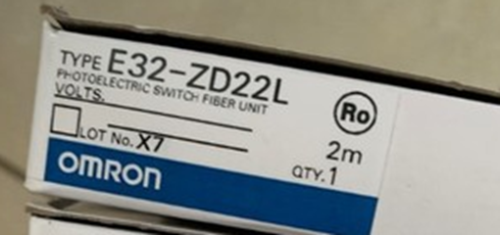 TYPE E32-ZD22L
PHOTOELECTRIC SWITCH FIBER UNIT
VOLTS.
Ro
LOT No. X7
2m
QTY. 1
OMRON